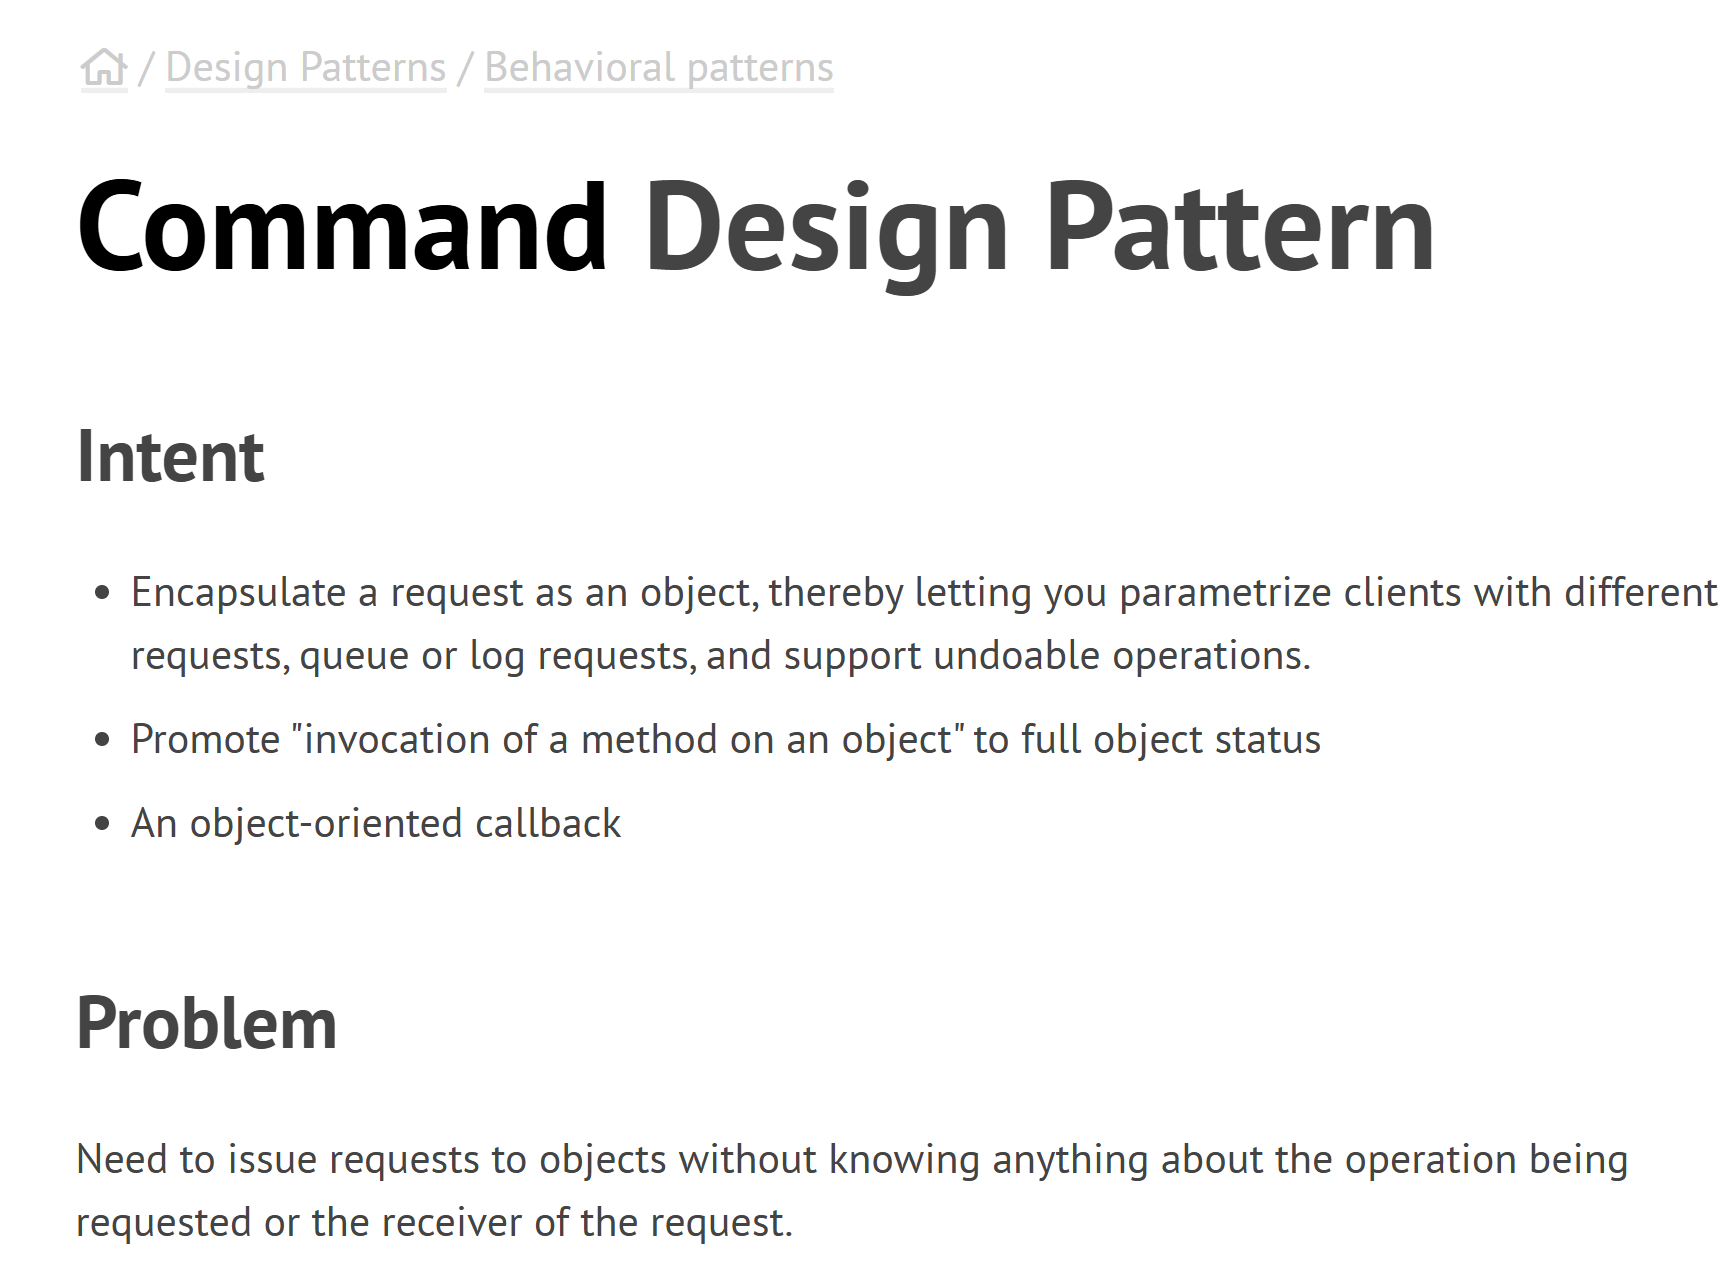 / Design Patterns / Behavioral patterns
Command Design Pattern
Intent
• Encapsulate a request as an object, thereby letting you parametrize clients with different
requests, queue or log requests, and support undoable operations.
• Promote "invocation of a method on an object" to full object status
• An object-oriented callback
Problem
Need to issue requests to objects without knowing anything about the operation being
requested or the receiver of the request.